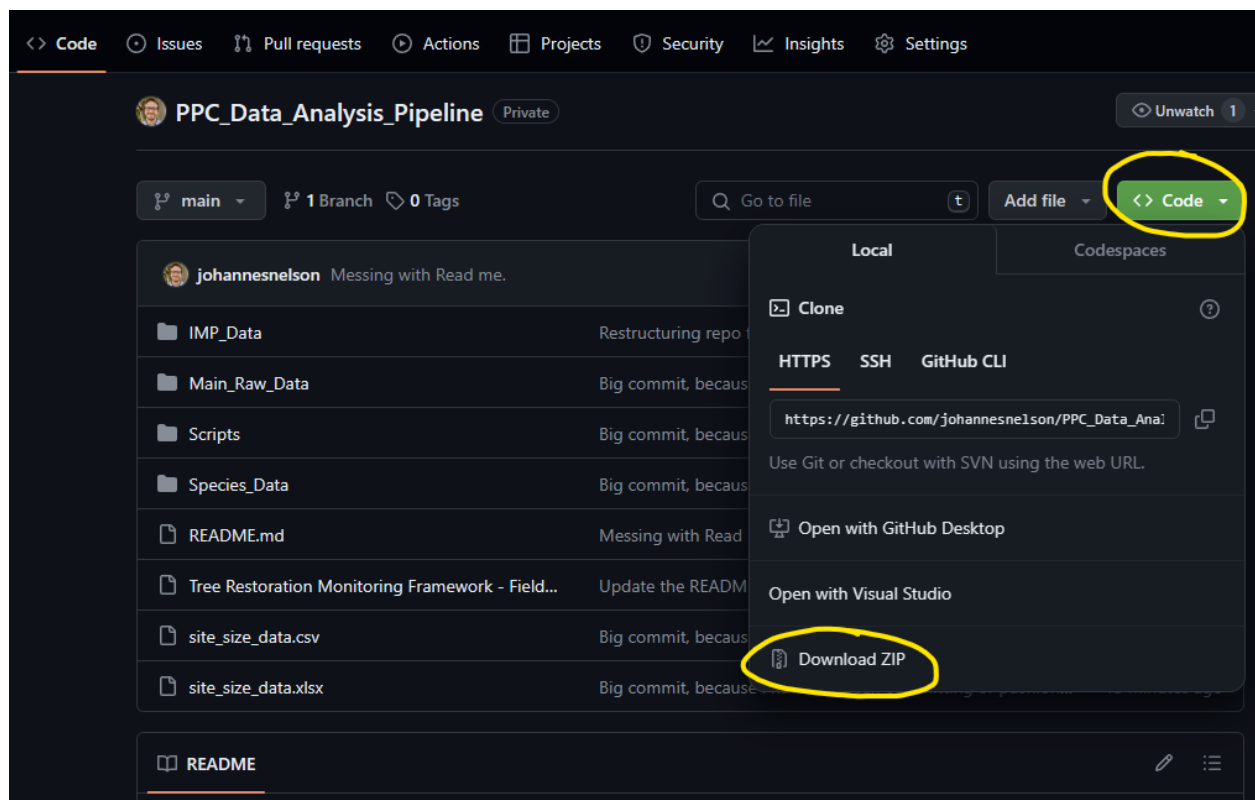 <> Code Issues Pull requests Actions Projects Security Insights Settings
PPC_Data_Analysis_Pipeline Private Unwatch 1
main 1 Branch 0 Tags Go to file t Add file <> Code
johannesnelson Messing with Read me.
Local Codespaces
Clone
IMP_Data Restructuring repo
HTTPS SSH GitHub CLI
Main_Raw_Data Big commit, becaus
https://github.com/johannesnelson/PPC_Data_Anal
Scripts Big commit, becaus
Use Git or checkout with SVN using the web URL.
Species_Data Big commit, becaus
Open with GitHub Desktop
README.md Messing with Read
Tree Restoration Monitoring Framework - Field... Update the READM
Open with Visual Studio
site_size_data.csv Big commit, becaus
Download ZIP
site_size_data.xlsx Big commit, because
README